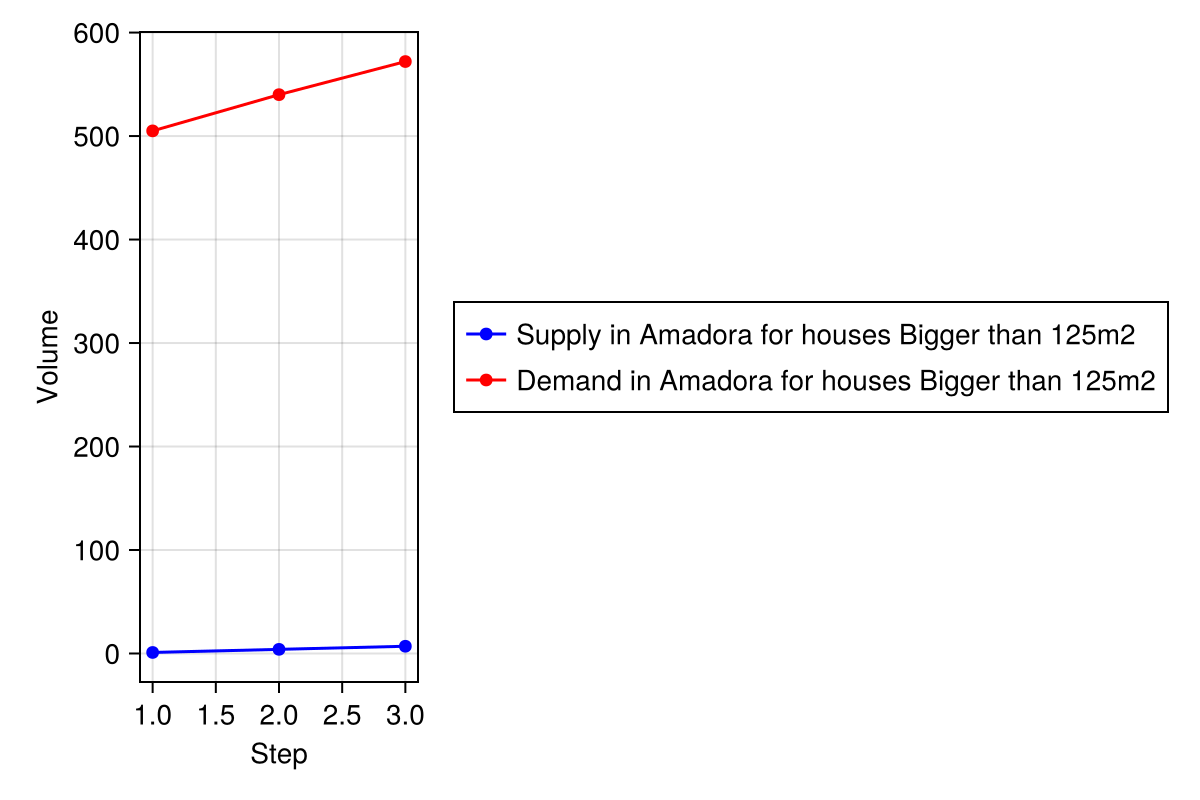 600
500
400
300
200
100
0
Volume
1.0 1.5 2.0 2.5 3.0
Step
Supply in Amadora for houses Bigger than 125m2
Demand in Amadora for houses Bigger than 125m2